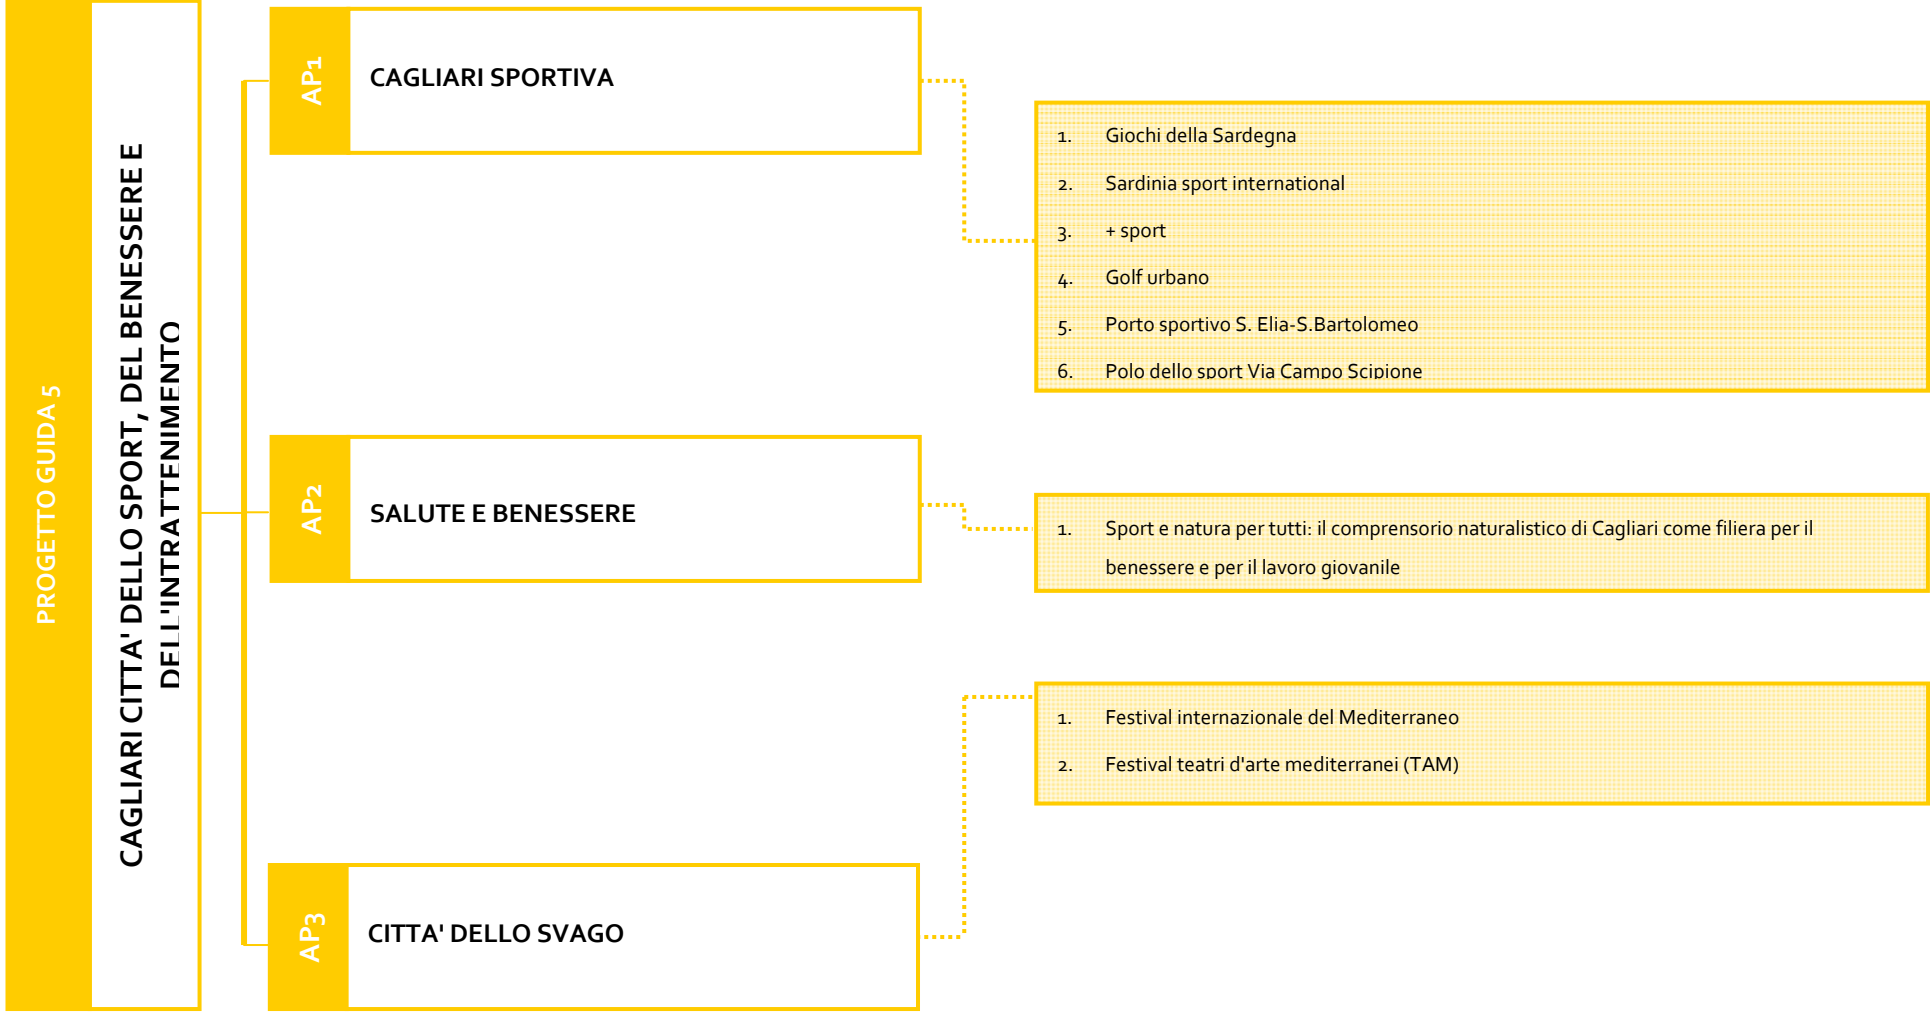 PROGETTO GUIDA 5
CAGLIARI CITTA' DELLO SPORT, DEL BENESSERE E
DELL'INTRATTENIMENTO
AP1
CAGLIARI SPORTIVA
1. Giochi della Sardegna
2. Sardinia sport international
3. + sport
4. Golf urbano
5. Porto sportivo S. Elia-S.Bartolomeo
6. Polo dello sport Via Campo Scipione
AP2
SALUTE E BENESSERE
1. Sport e natura per tutti: il comprensorio naturalistico di Cagliari come filiera per il
benessere e per il lavoro giovanile
AP3
CITTA' DELLO SVAGO
1. Festival internazionale del Mediterraneo
2. Festival teatri d'arte mediterranei (TAM)